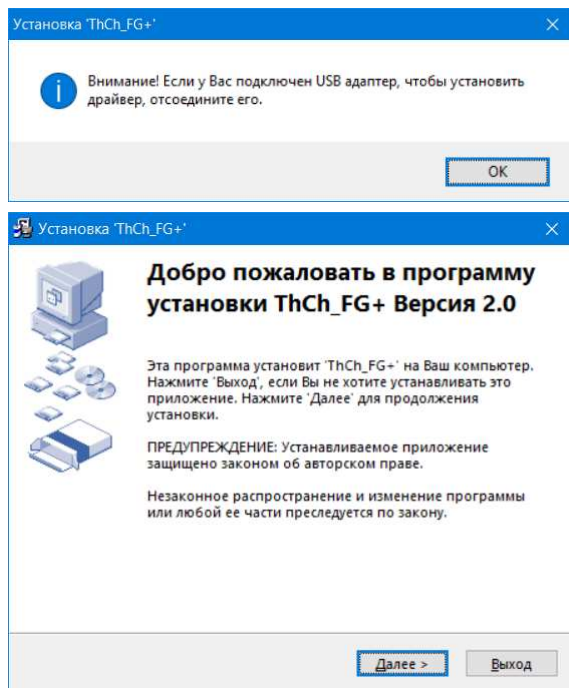 Установка 'ThCh_FG+'
Внимание! Если у Вас подключен USB адаптер, чтобы установить
драйвер, отсоедините его.
OK
Установка 'ThCh_FG+'
Добро пожаловать в программу
установки ThCh_FG+ Версия 2.0
Эта программа установит 'ThCh_FG+' на Ваш компьютер.
Нажмите 'Выход', если Вы не хотите устанавливать это
приложение. Нажмите 'Далее' для продолжения
установки.
ПРЕДУПРЕЖДЕНИЕ: Устанавливаемое приложение
защищено законом об авторском праве.
Незаконное распространение и изменение программы
или любой ее части преследуется по закону.
Далее >
Выход